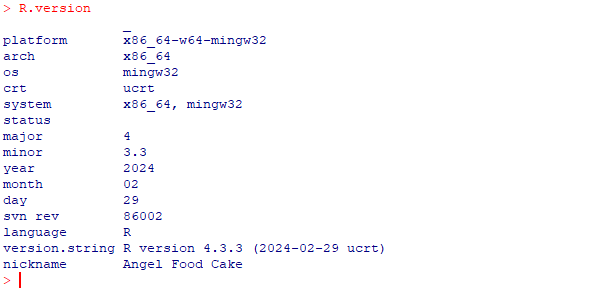 > R.version
_
platform       x86_64-w64-mingw32
arch           x86_64
os             mingw32
crt            ucrt
system         x86_64, mingw32
status
major          4
minor          3.3
year           2024
month          02
day            29
svn rev        86002
language       R
version.string R version 4.3.3 (2024-02-29 ucrt)
nickname       Angel Food Cake
>